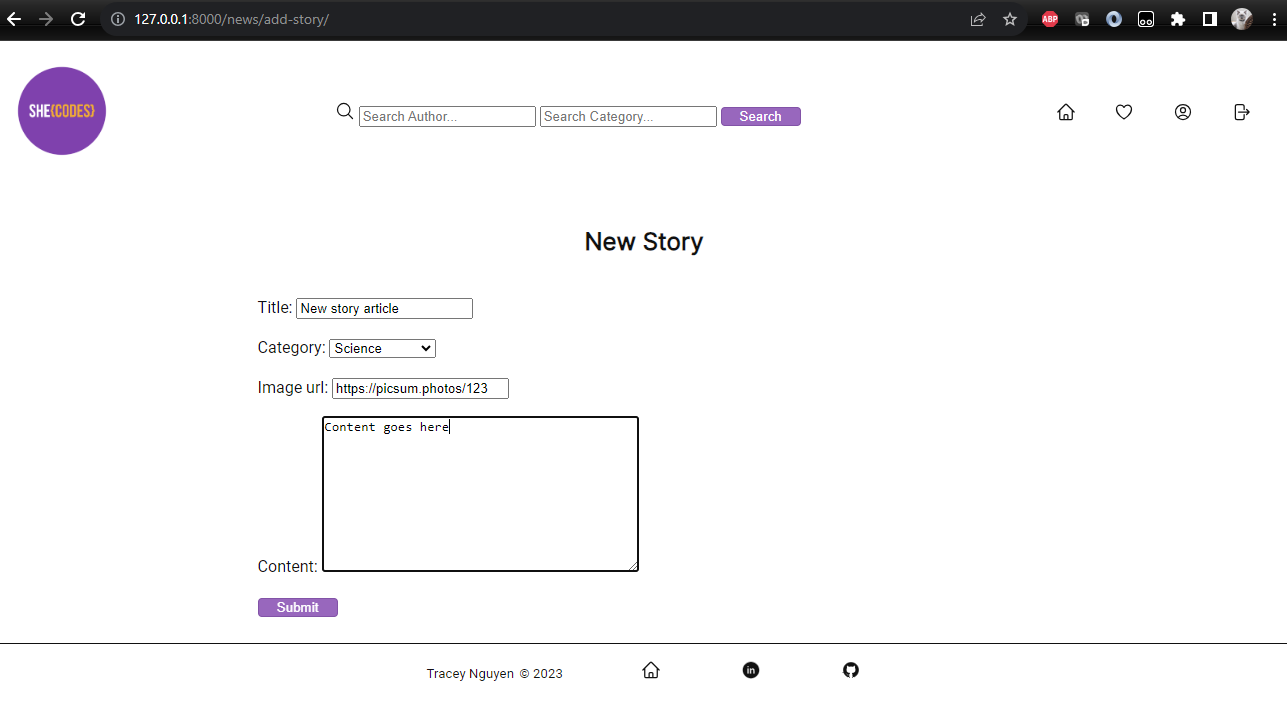 127.0.0.1:8000/news/add-story/
ABP
SHE{CODES}
Search Author... Search Category... Search
New Story
Title: New story article
Category: Science
Image url: https://picsum.photos/123
Content goes here
Content:
Submit
Tracey Nguyen © 2023
in